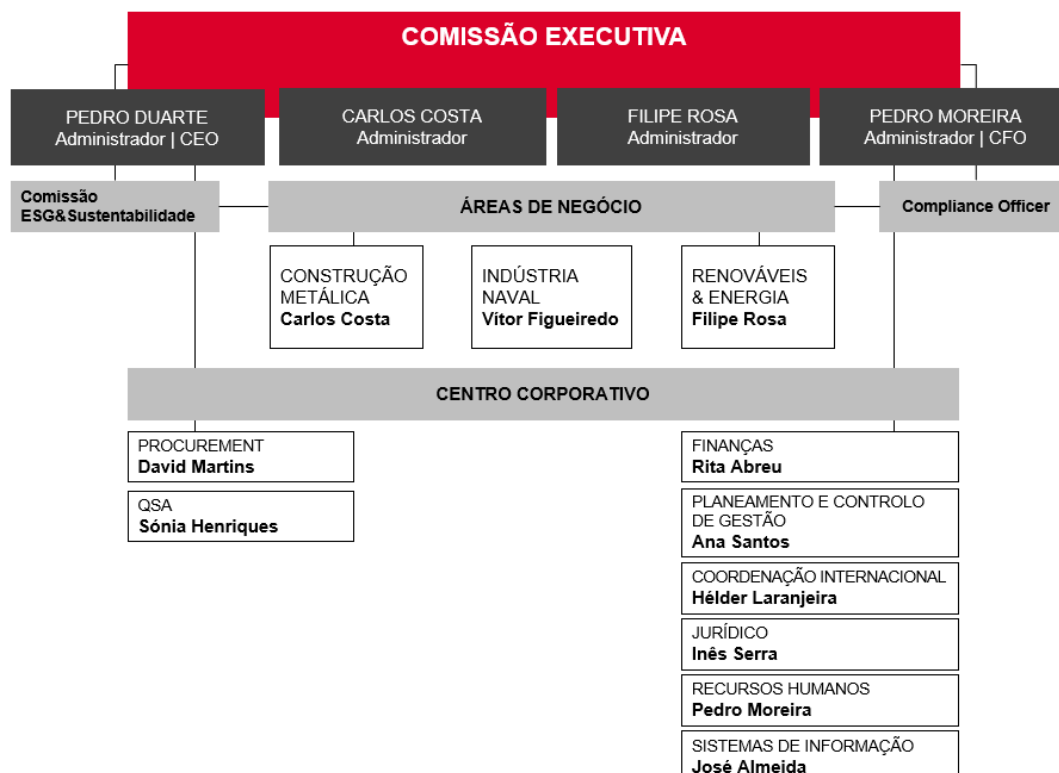 COMISSÃO EXECUTIVA
PEDRO DUARTE
Administrador | CEO
CARLOS COSTA
Administrador
FILIPE ROSA
Administrador
PEDRO MOREIRA
Administrador | CFO
Comissão
ESG&Sustentabilidade
ÁREAS DE NEGÓCIO
Compliance Officer
CONSTRUÇÃO
METÁLICA
Carlos Costa
INDÚSTRIA
NAVAL
Vítor Figueiredo
RENOVÁVEIS
& ENERGIA
Filipe Rosa
CENTRO CORPORATIVO
PROCUREMENT
David Martins
QSA
Sónia Henriques
FINANÇAS
Rita Abreu
PLANEAMENTO E CONTROLO
DE GESTÃO
Ana Santos
COORDENAÇÃO INTERNACIONAL
Hélder Laranjeira
JURÍDICO
Inês Serra
RECURSOS HUMANOS
Pedro Moreira
SISTEMAS DE INFORMAÇÃO
José Almeida